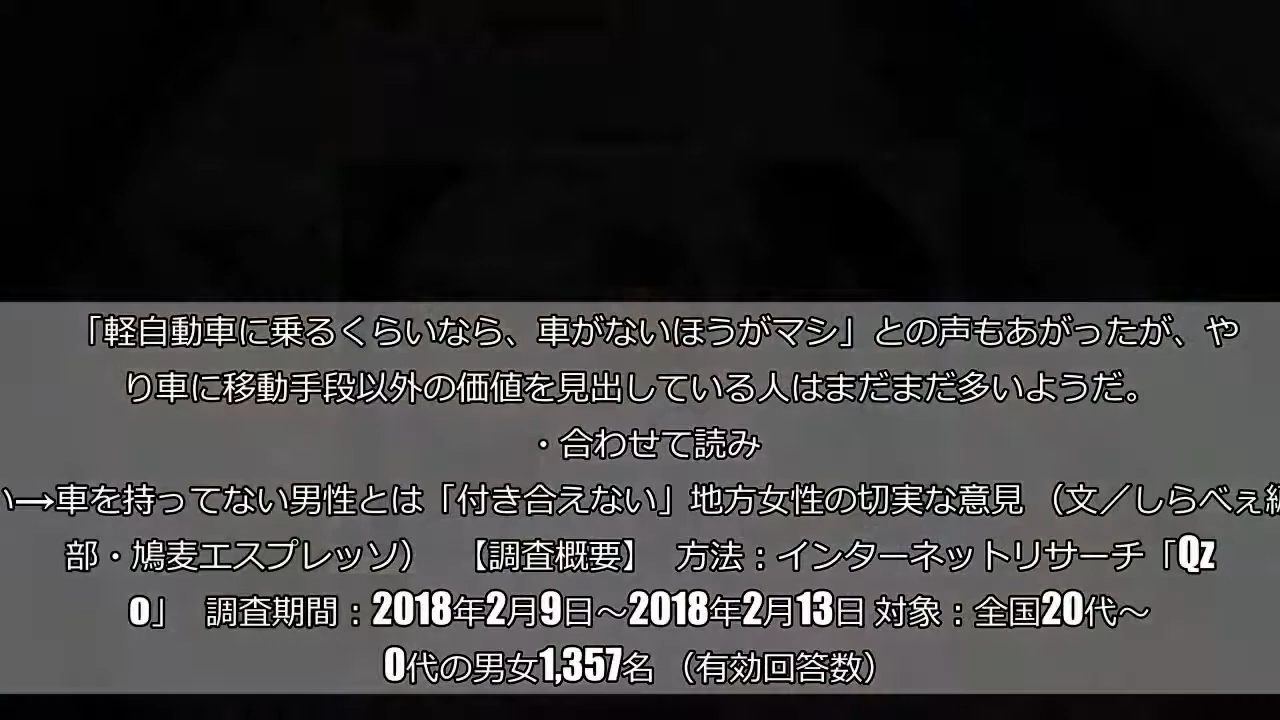 「軽自動車に乗るくらいなら、車がないほうがマシ」との声もあがったが、や
り車に移動手段以外の価値を見出している人はまだまだ多いようだ。
・合わせて読み
い→車を持ってない男性とは「付き合えない」地方女性の切実な意見 （文／しらべぇ編
部・鳩麦エスプレッソ） 【調査概要】 方法：インターネットリサーチ「Qz
o」 調査期間：2018年2月9日～2018年2月13日 対象：全国20代～
0代の男女1,357名 （有効回答数）